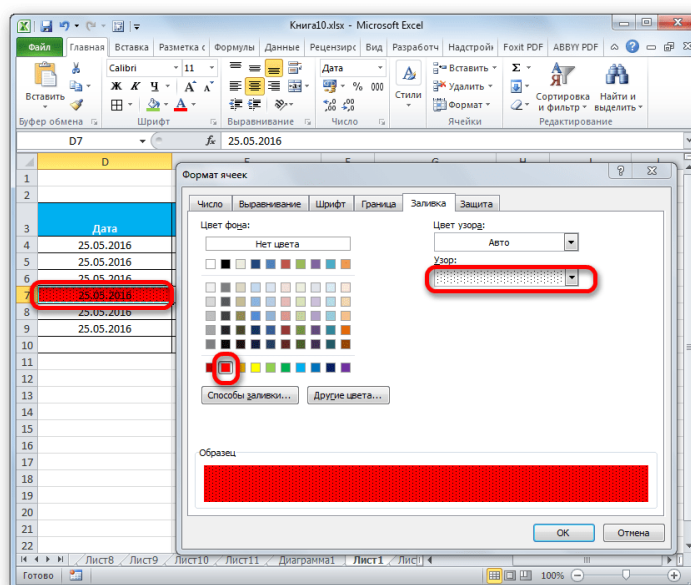 Книга10.xlsx - Microsoft Excel
Файл Главная Вставка Разметка с Формулы Данные Рецензирс Вид Разработч Надстройн Foxit PDF ABBYY PDF
Calibri 11
Дата
Вставить
Ж К Ч A A
% 000
Стили
Вставить
Удалить
Формат
Σ
Сортировка и фильтр
Найти и выделить
Буфер обмена Шрифт Выравнивание Число Ячейки Редактирование
D7 fx 25.05.2016
D
1
2
3 Дата
4 25.05.2016
5 25.05.2016
6 25.05.2016
7 25.05.2016
8 25.05.2016
9 25.05.2016
10
11
12
13
14
15
16
17
18
19
20
21
22
Формат ячеек
Число Выравнивание Шрифт Граница Заливка Защита
Цвет фона:
Нет цвета
Цвет узора:
Авто
Узор:
Способы заливки... Другие цвета...
Образец
ОК Отмена
Лист8 Лист9 Лист10 Лист11 Диаграмма1 Лист1
Готово 100%